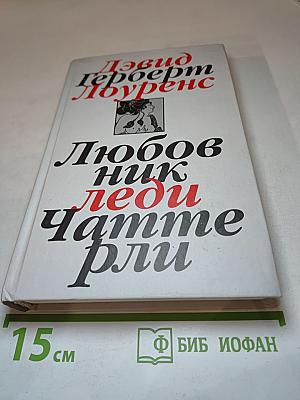 Дэвид
Герберт
Лоуренс
Любов
ник
леди
Чатте
рли
15 см
Ф БИБ ИОФАН